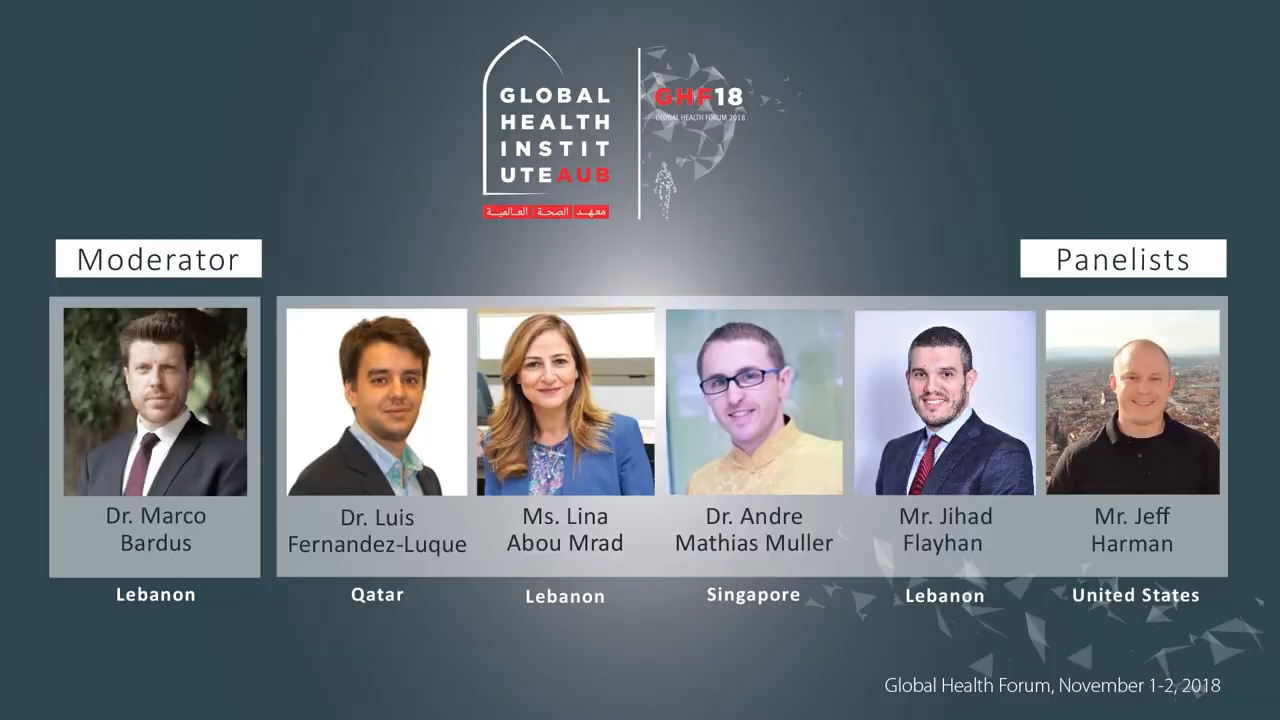 GLOBAL
HEALTH
INSTIT
UTEAUB
معهد الصحة العالمية
GHF18
GLOBAL HEALTH FORUM 2018
Moderator
Panelists
Dr. Marco
Bardus
Lebanon
Dr. Luis
Fernandez-Luque
Qatar
Ms. Lina
Abou Mrad
Lebanon
Dr. Andre
Mathias Muller
Singapore
Mr. Jihad
Flayhan
Lebanon
Mr. Jeff
Harman
United States
Global Health Forum, November 1-2, 2018